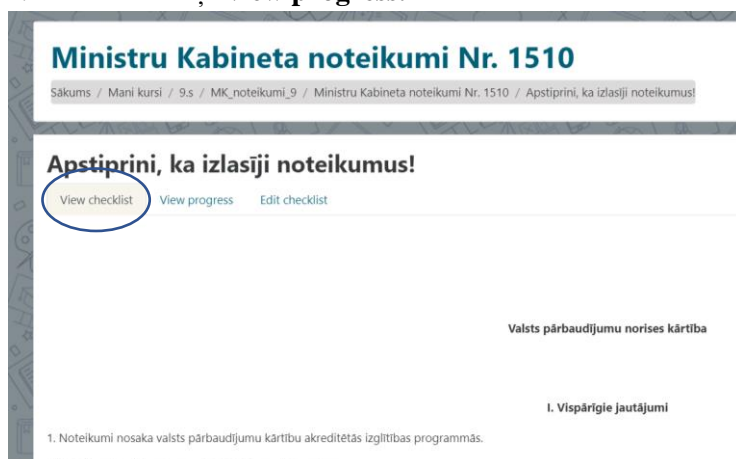 progress.
Ministru Kabineta noteikumi Nr. 1510
Sākums / Mani kursi / 9.s / MK_noteikumi_9 / Ministru Kabineta noteikumi Nr. 1510 / Apstiprini, ka izlasīji noteikumus!
Apstiprini, ka izlasīji noteikumus!
View checklist View progress Edit checklist
Valsts pārbaudījumu norises kārtība
I. Vispārīgie jautājumi
1. Noteikumi nosaka valsts pārbaudījumu kārtību akreditētās izglītības programmās.